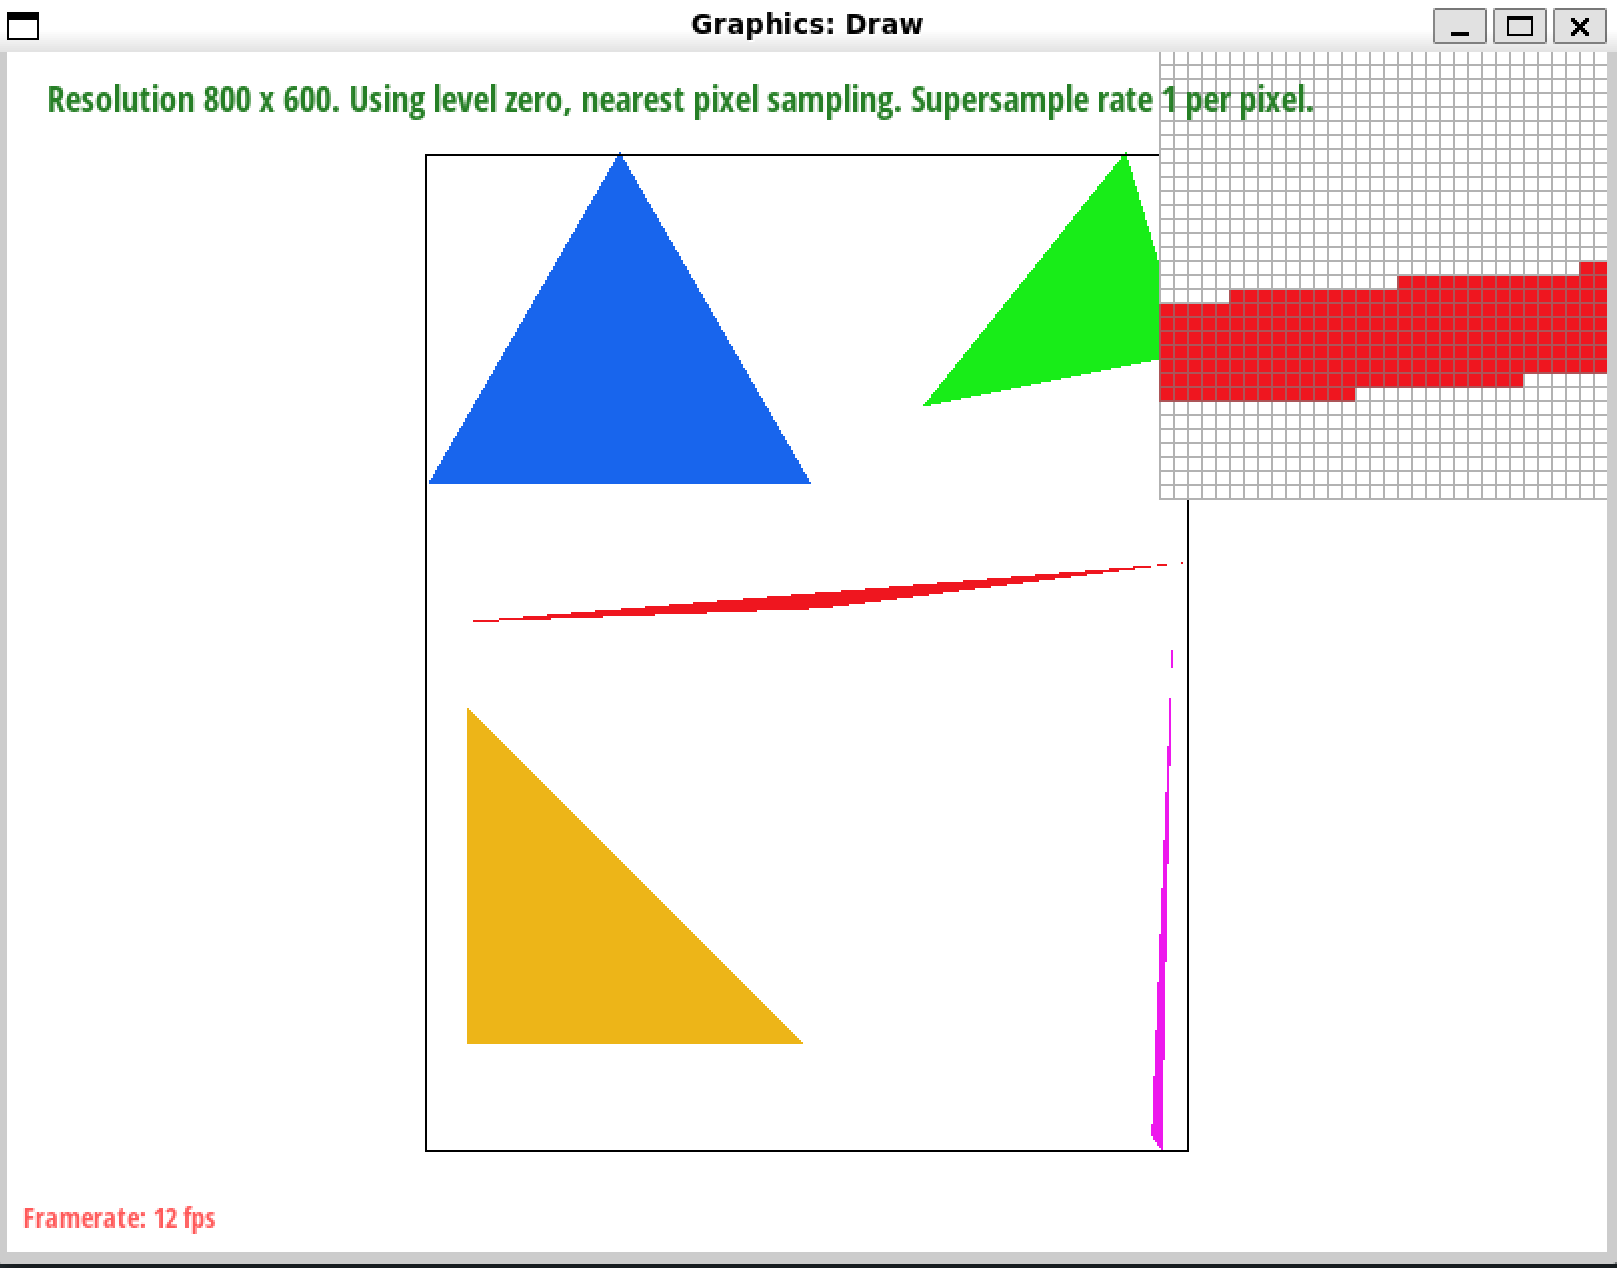 Graphics: Draw
Resolution 800 x 600. Using level zero, nearest pixel sampling. Supersample rate 1 per pixel.
Framerate: 12 fps